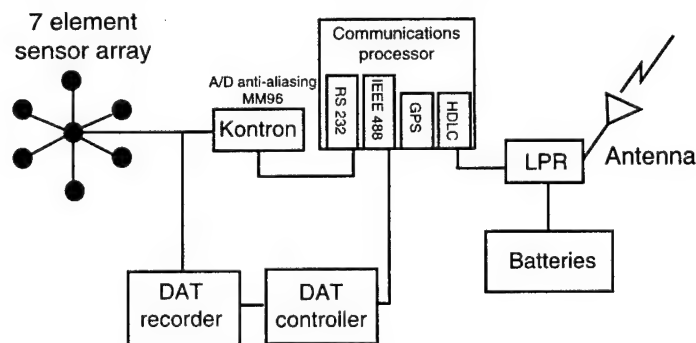 7 element
sensor array
A/D anti-aliasing
MM96
Kontron
Communications
processor
RS 232
IEEE 488
GPS
HDLC
LPR
Antenna
Batteries
DAT
recorder
DAT
controller